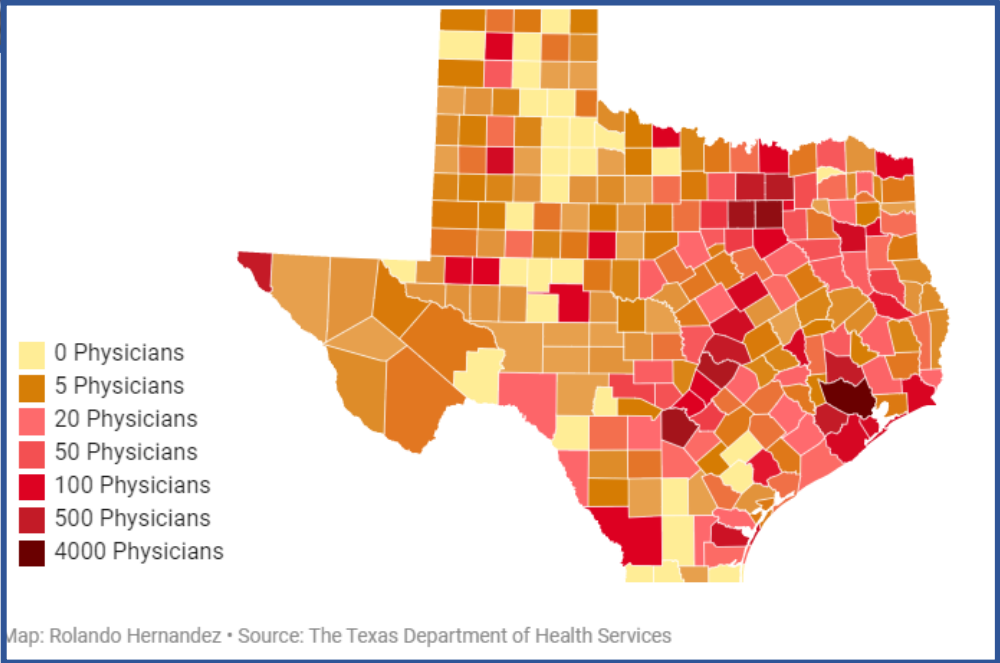 0 Physicians
5 Physicians
20 Physicians
50 Physicians
100 Physicians
500 Physicians
4000 Physicians
Map: Rolando Hernandez • Source: The Texas Department of Health Services